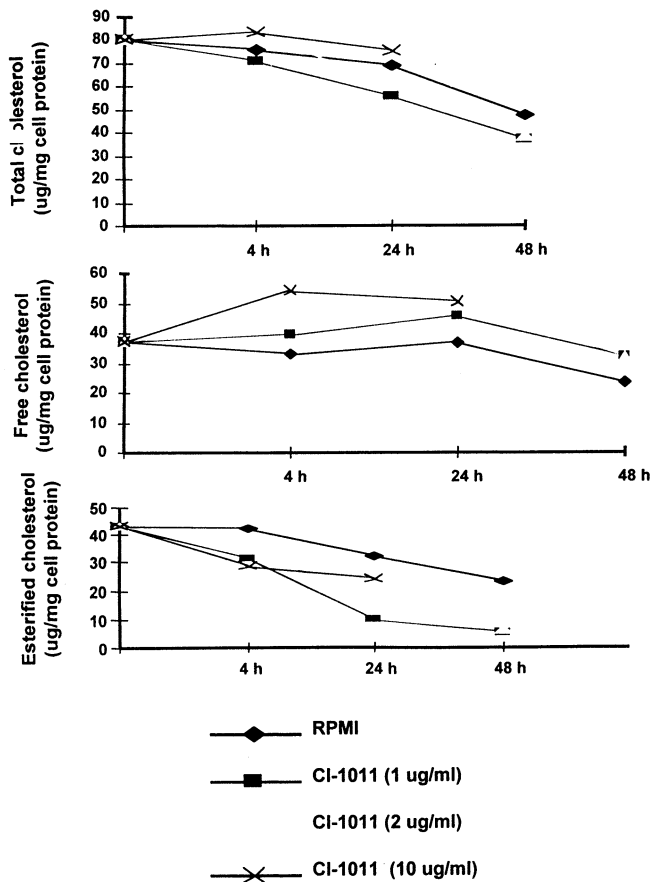 Total cholesterol
(ug/mg cell protein)
90
80
70
60
50
40
30
20
10
0
4 h
24 h
48 h
Free cholesterol
(ug/mg cell protein)
60
50
40
30
20
10
0
4 h
24 h
48 h
Esterified cholesterol
(ug/mg cell protein)
50
40
30
20
10
0
4 h
24 h
48 h
RPMI
CI-1011 (1 ug/ml)
CI-1011 (2 ug/ml)
CI-1011 (10 ug/ml)